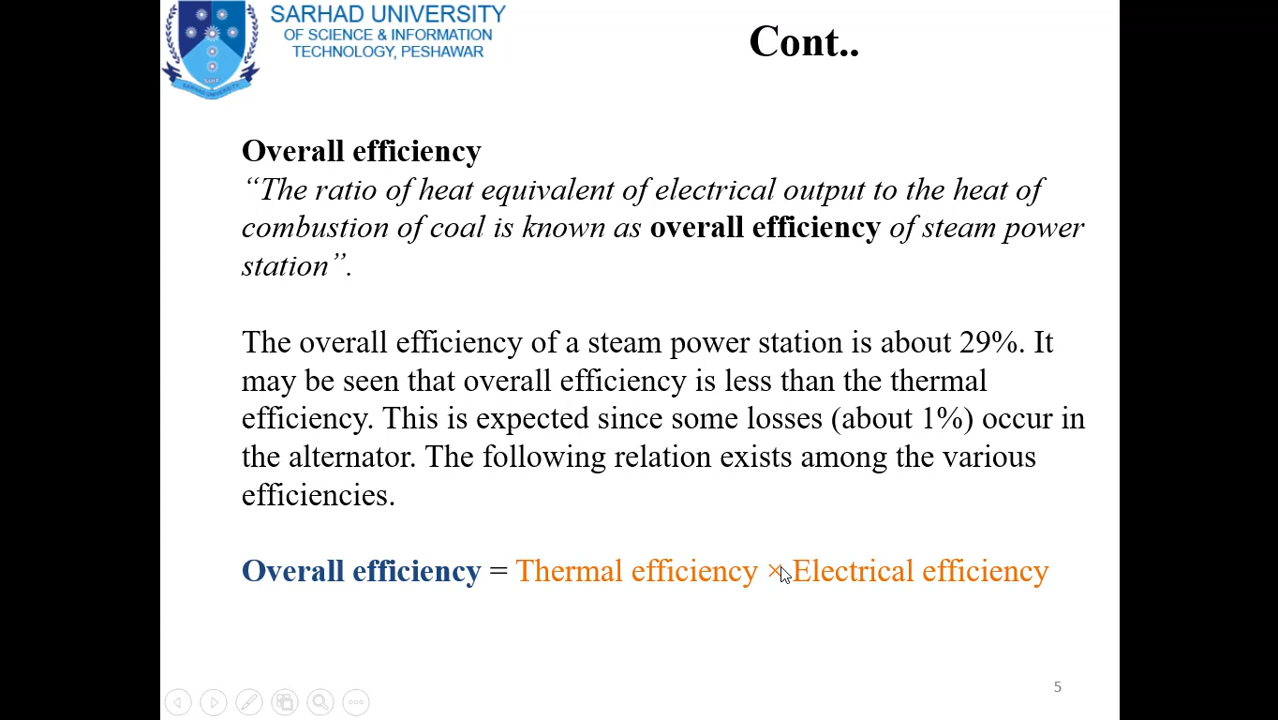 SARHAD UNIVERSITY
OF SCIENCE & INFORMATION
TECHNOLOGY, PESHAWAR
Cont..
Overall efficiency
“The ratio of heat equivalent of electrical output to the heat of
combustion of coal is known as overall efficiency of steam power
station”.
The overall efficiency of a steam power station is about 29%. It
may be seen that overall efficiency is less than the thermal
efficiency. This is expected since some losses (about 1%) occur in
the alternator. The following relation exists among the various
efficiencies.
Overall efficiency = Thermal efficiency × Electrical efficiency
5